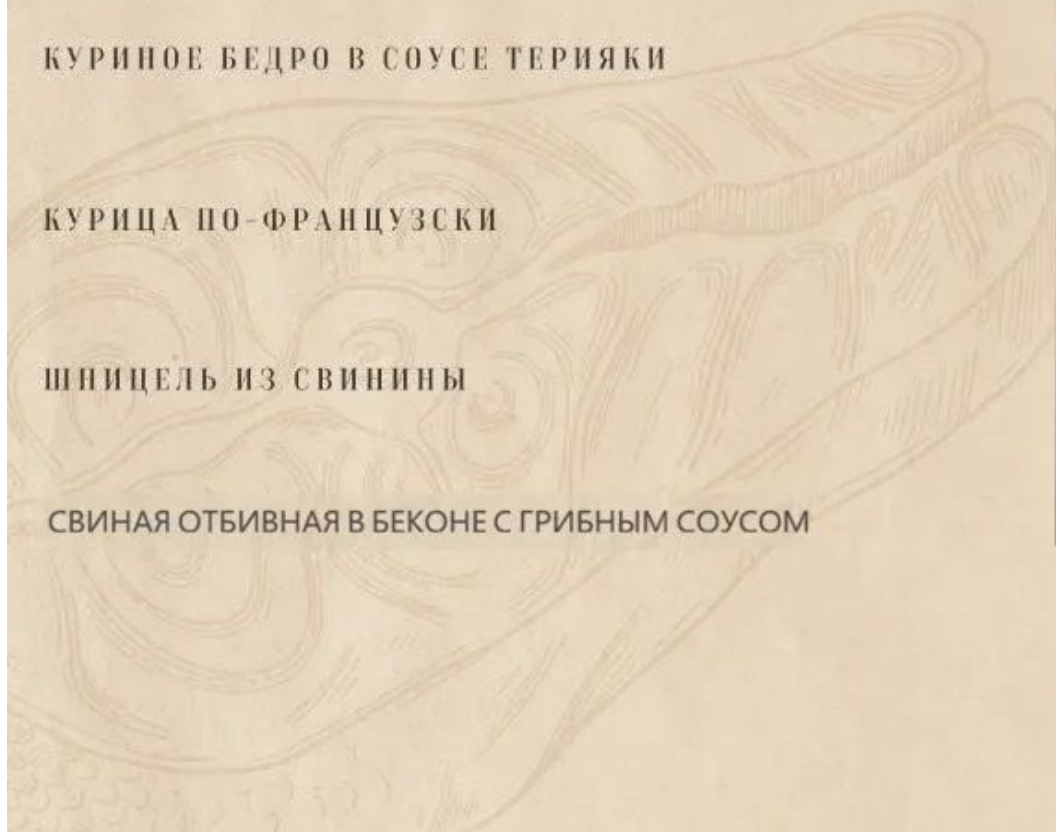 КУРИНОЕ БЕДРО В СОУСЕ ТЕРИЯКИ
КУРИЦА ПО-ФРАНЦУЗСКИ
ШНИЦЕЛЬ ИЗ СВИНИНЫ
СВИНАЯ ОТБИВНАЯ В БЕКОНЕ С ГРИБНЫМ СОУСОМ